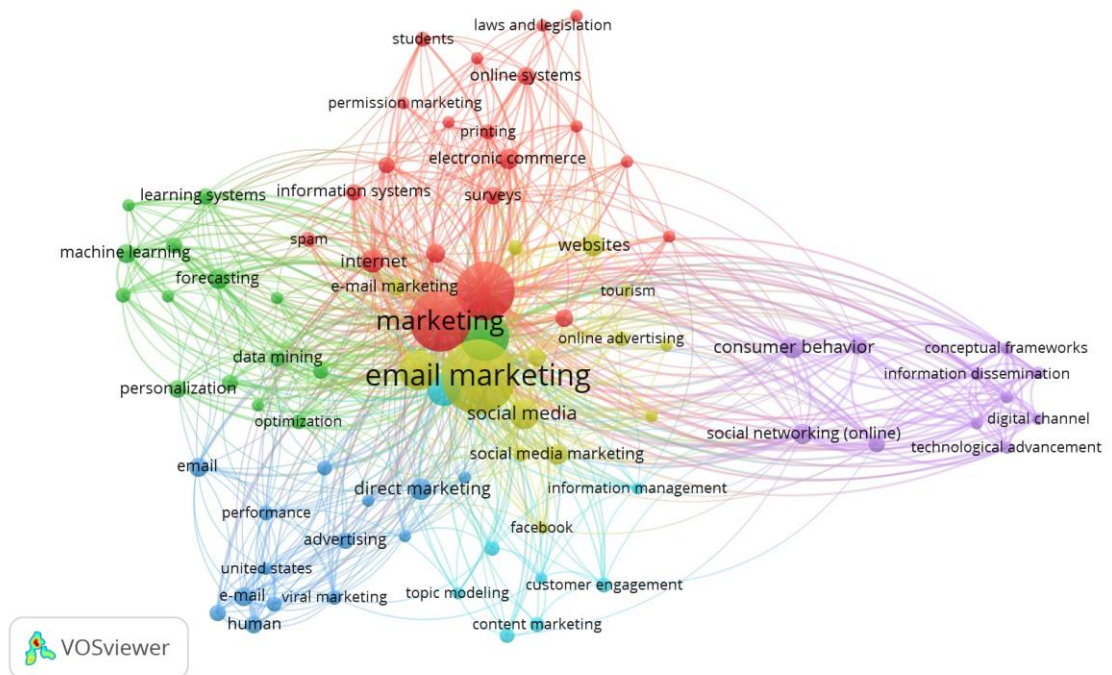 laws and legislation
students
online systems
permission marketing
printing
electronic commerce
learning systems
information systems
surveys
spam
websites
machine learning
internet
forecasting
e-mail marketing
tourism
marketing
online advertising
consumer behavior
conceptual frameworks
data mining
information dissemination
email marketing
personalization
social media
digital channel
optimization
social networking (online)
technological advancement
social media marketing
email
direct marketing
information management
performance
facebook
advertising
united states
customer engagement
topic modeling
e-mail
viral marketing
human
content marketing
VOSviewer